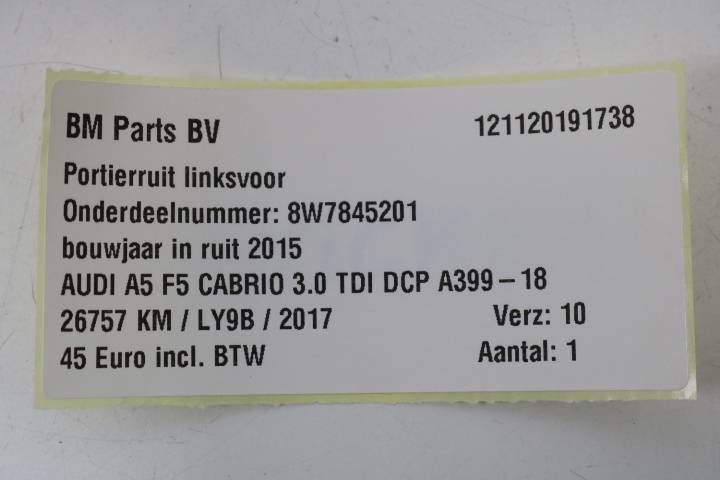 BM Parts BV 121120191738
Portierruit linksvoor
Onderdeelnummer: 8W7845201
bouwjaar in ruit 2015
AUDI A5 F5 CABRIO 3.0 TDI DCP A399-18
26757 KM / LY9B / 2017 Verz: 10
45 Euro incl. BTW Aantal: 1